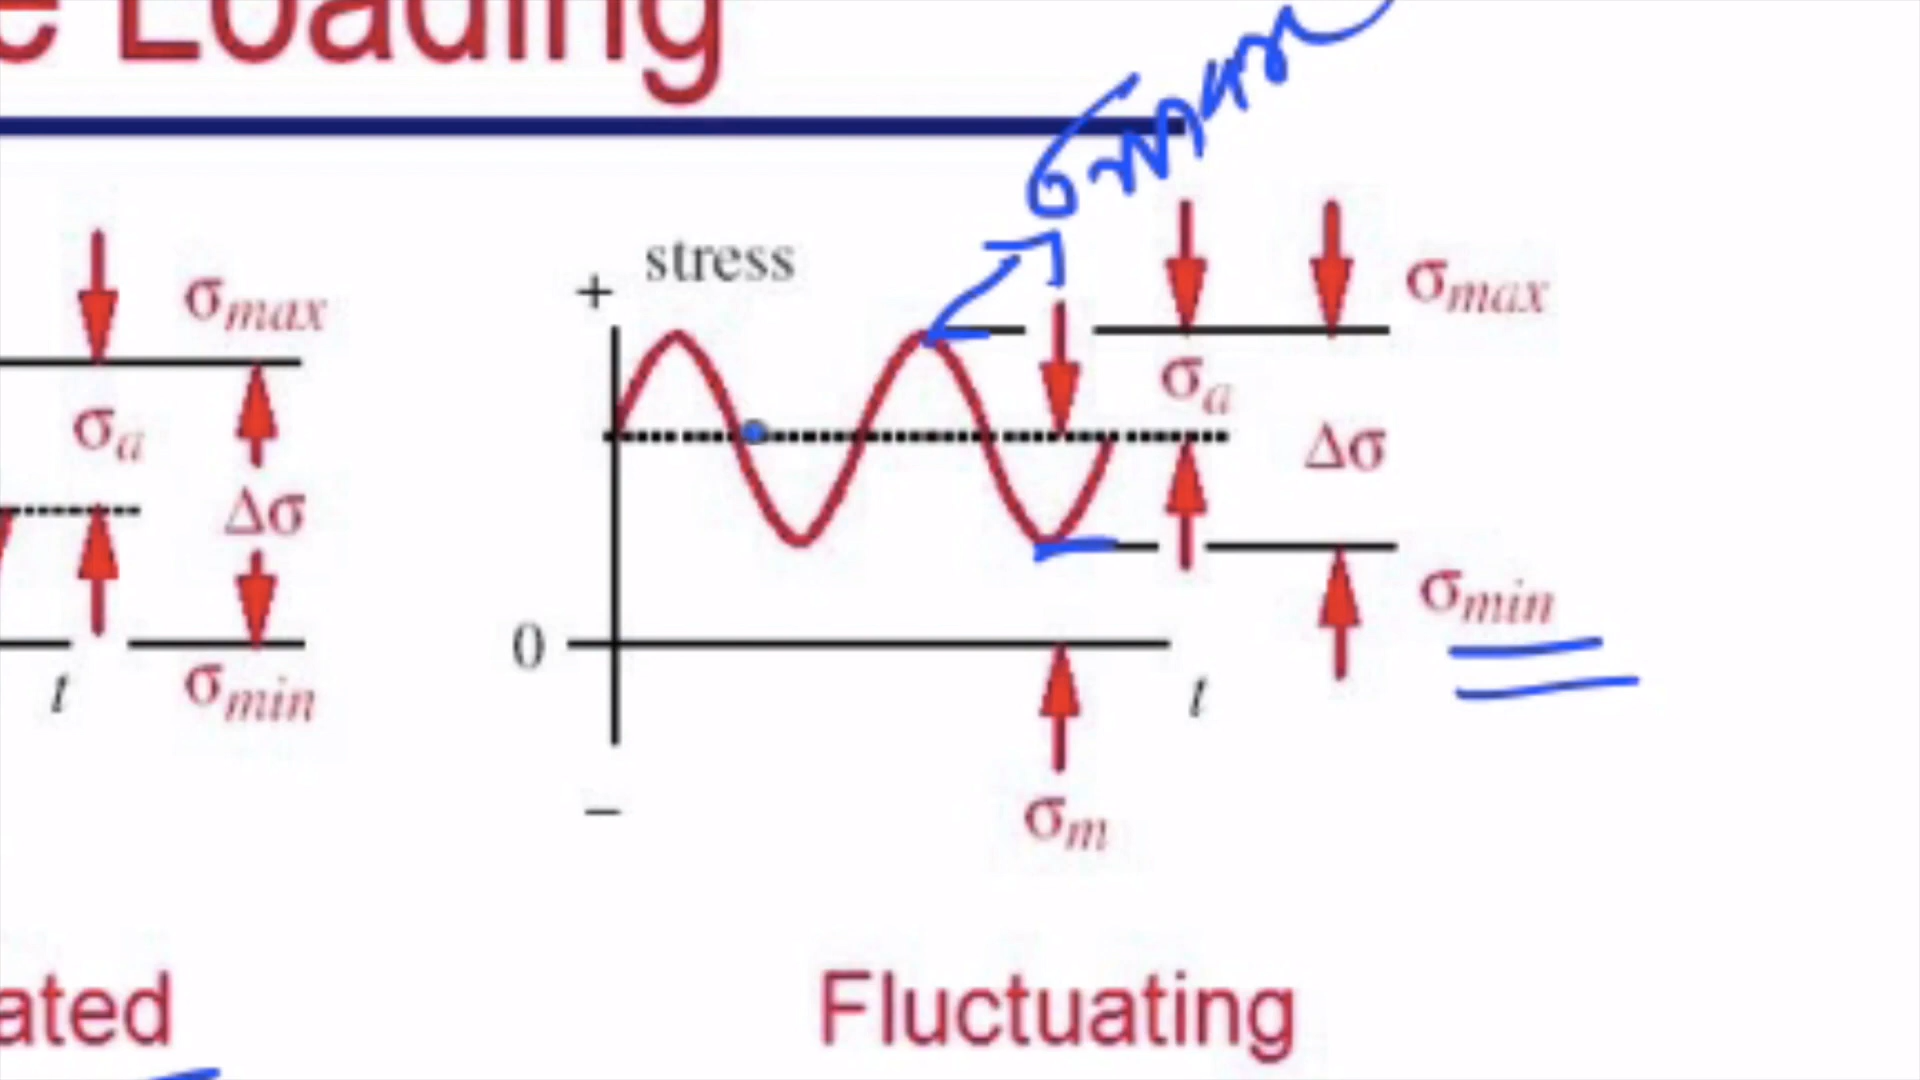 e Loading
σmax
+ stress
σmax
σmax
σa
σa
Δσ
Δσ
σmin
0
t
σmin
t
–
σm
ated
Fluctuating